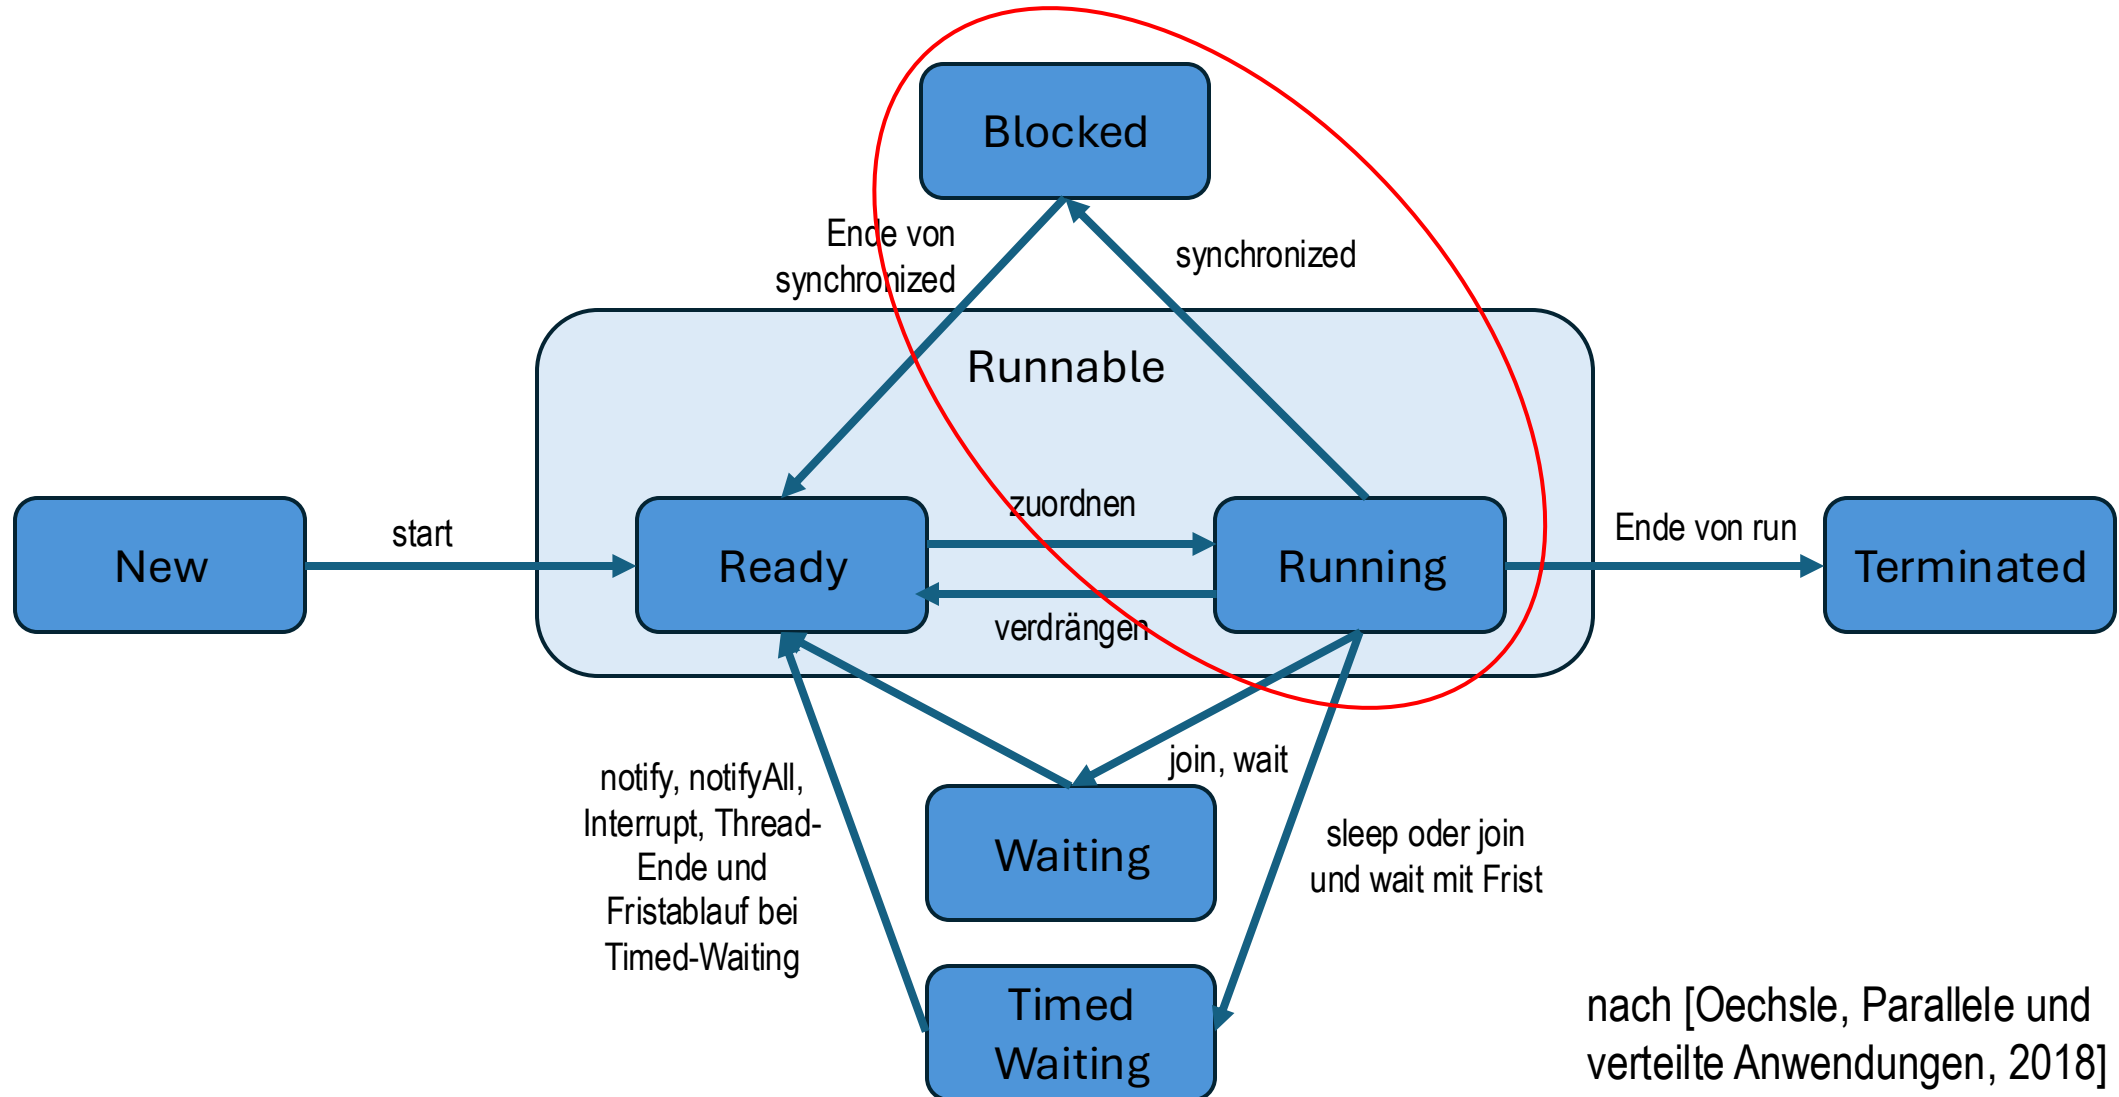 Blocked
Ende von
synchronized
synchronized
Runnable
New
start
Ready
zuordnen
verdrängen
Running
Ende von run
Terminated
notify, notifyAll,
Interrupt, Thread-
Ende und
Fristablauf bei
Timed-Waiting
join, wait
Waiting
sleep oder join
und wait mit Frist
Timed
Waiting
nach [Oechsle, Parallele und
verteilte Anwendungen, 2018]